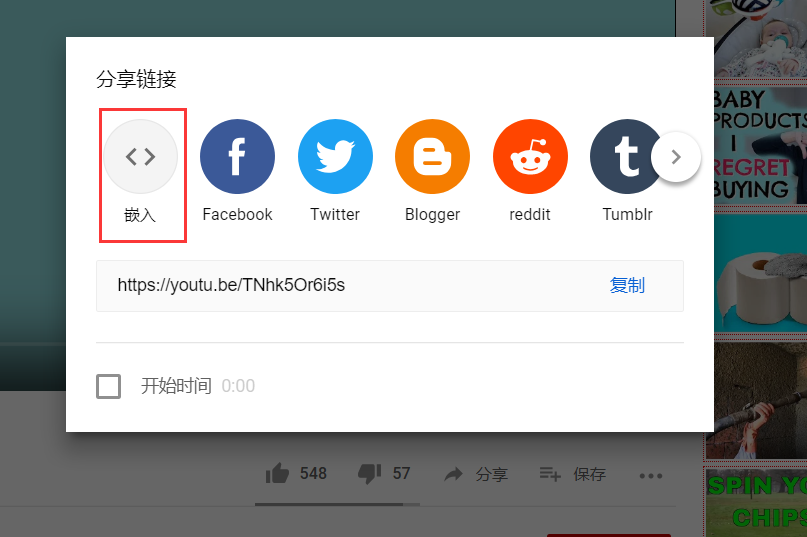 分享链接
嵌入
Facebook
Twitter
Blogger
reddit
Tumblr
https://youtu.be/TNhk5Or6i5s
复制
开始时间 0:00
548
57
分享
保存
BABY
PRODUCTS
I
REGRET
BUYING
SPIN YO
CHIPS